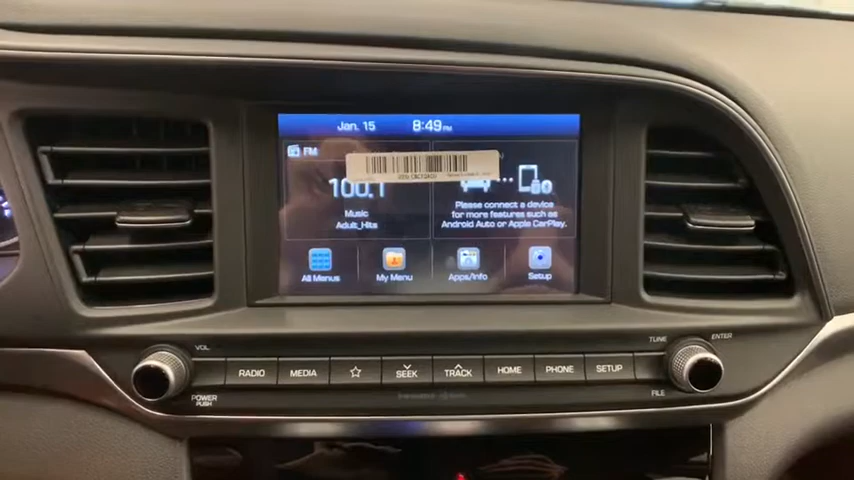 Jan. 15 8:49 PM
FM
100.1
Music
Adult_Hits
Please connect a device
for more features such as
Android Auto or Apple CarPlay.
All Menus My Menu Apps/Info Setup
VOL TUNE ENTER
RADIO MEDIA SEEK TRACK HOME PHONE SETUP
POWER
PUSH
FILE